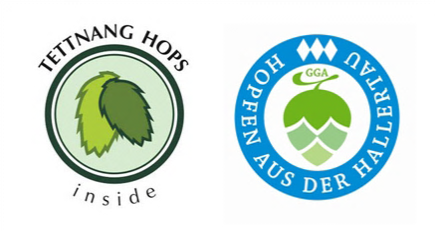 TETTNANG HOPS
inside
HOPFEN AUS DER HALLERTAU
GGA